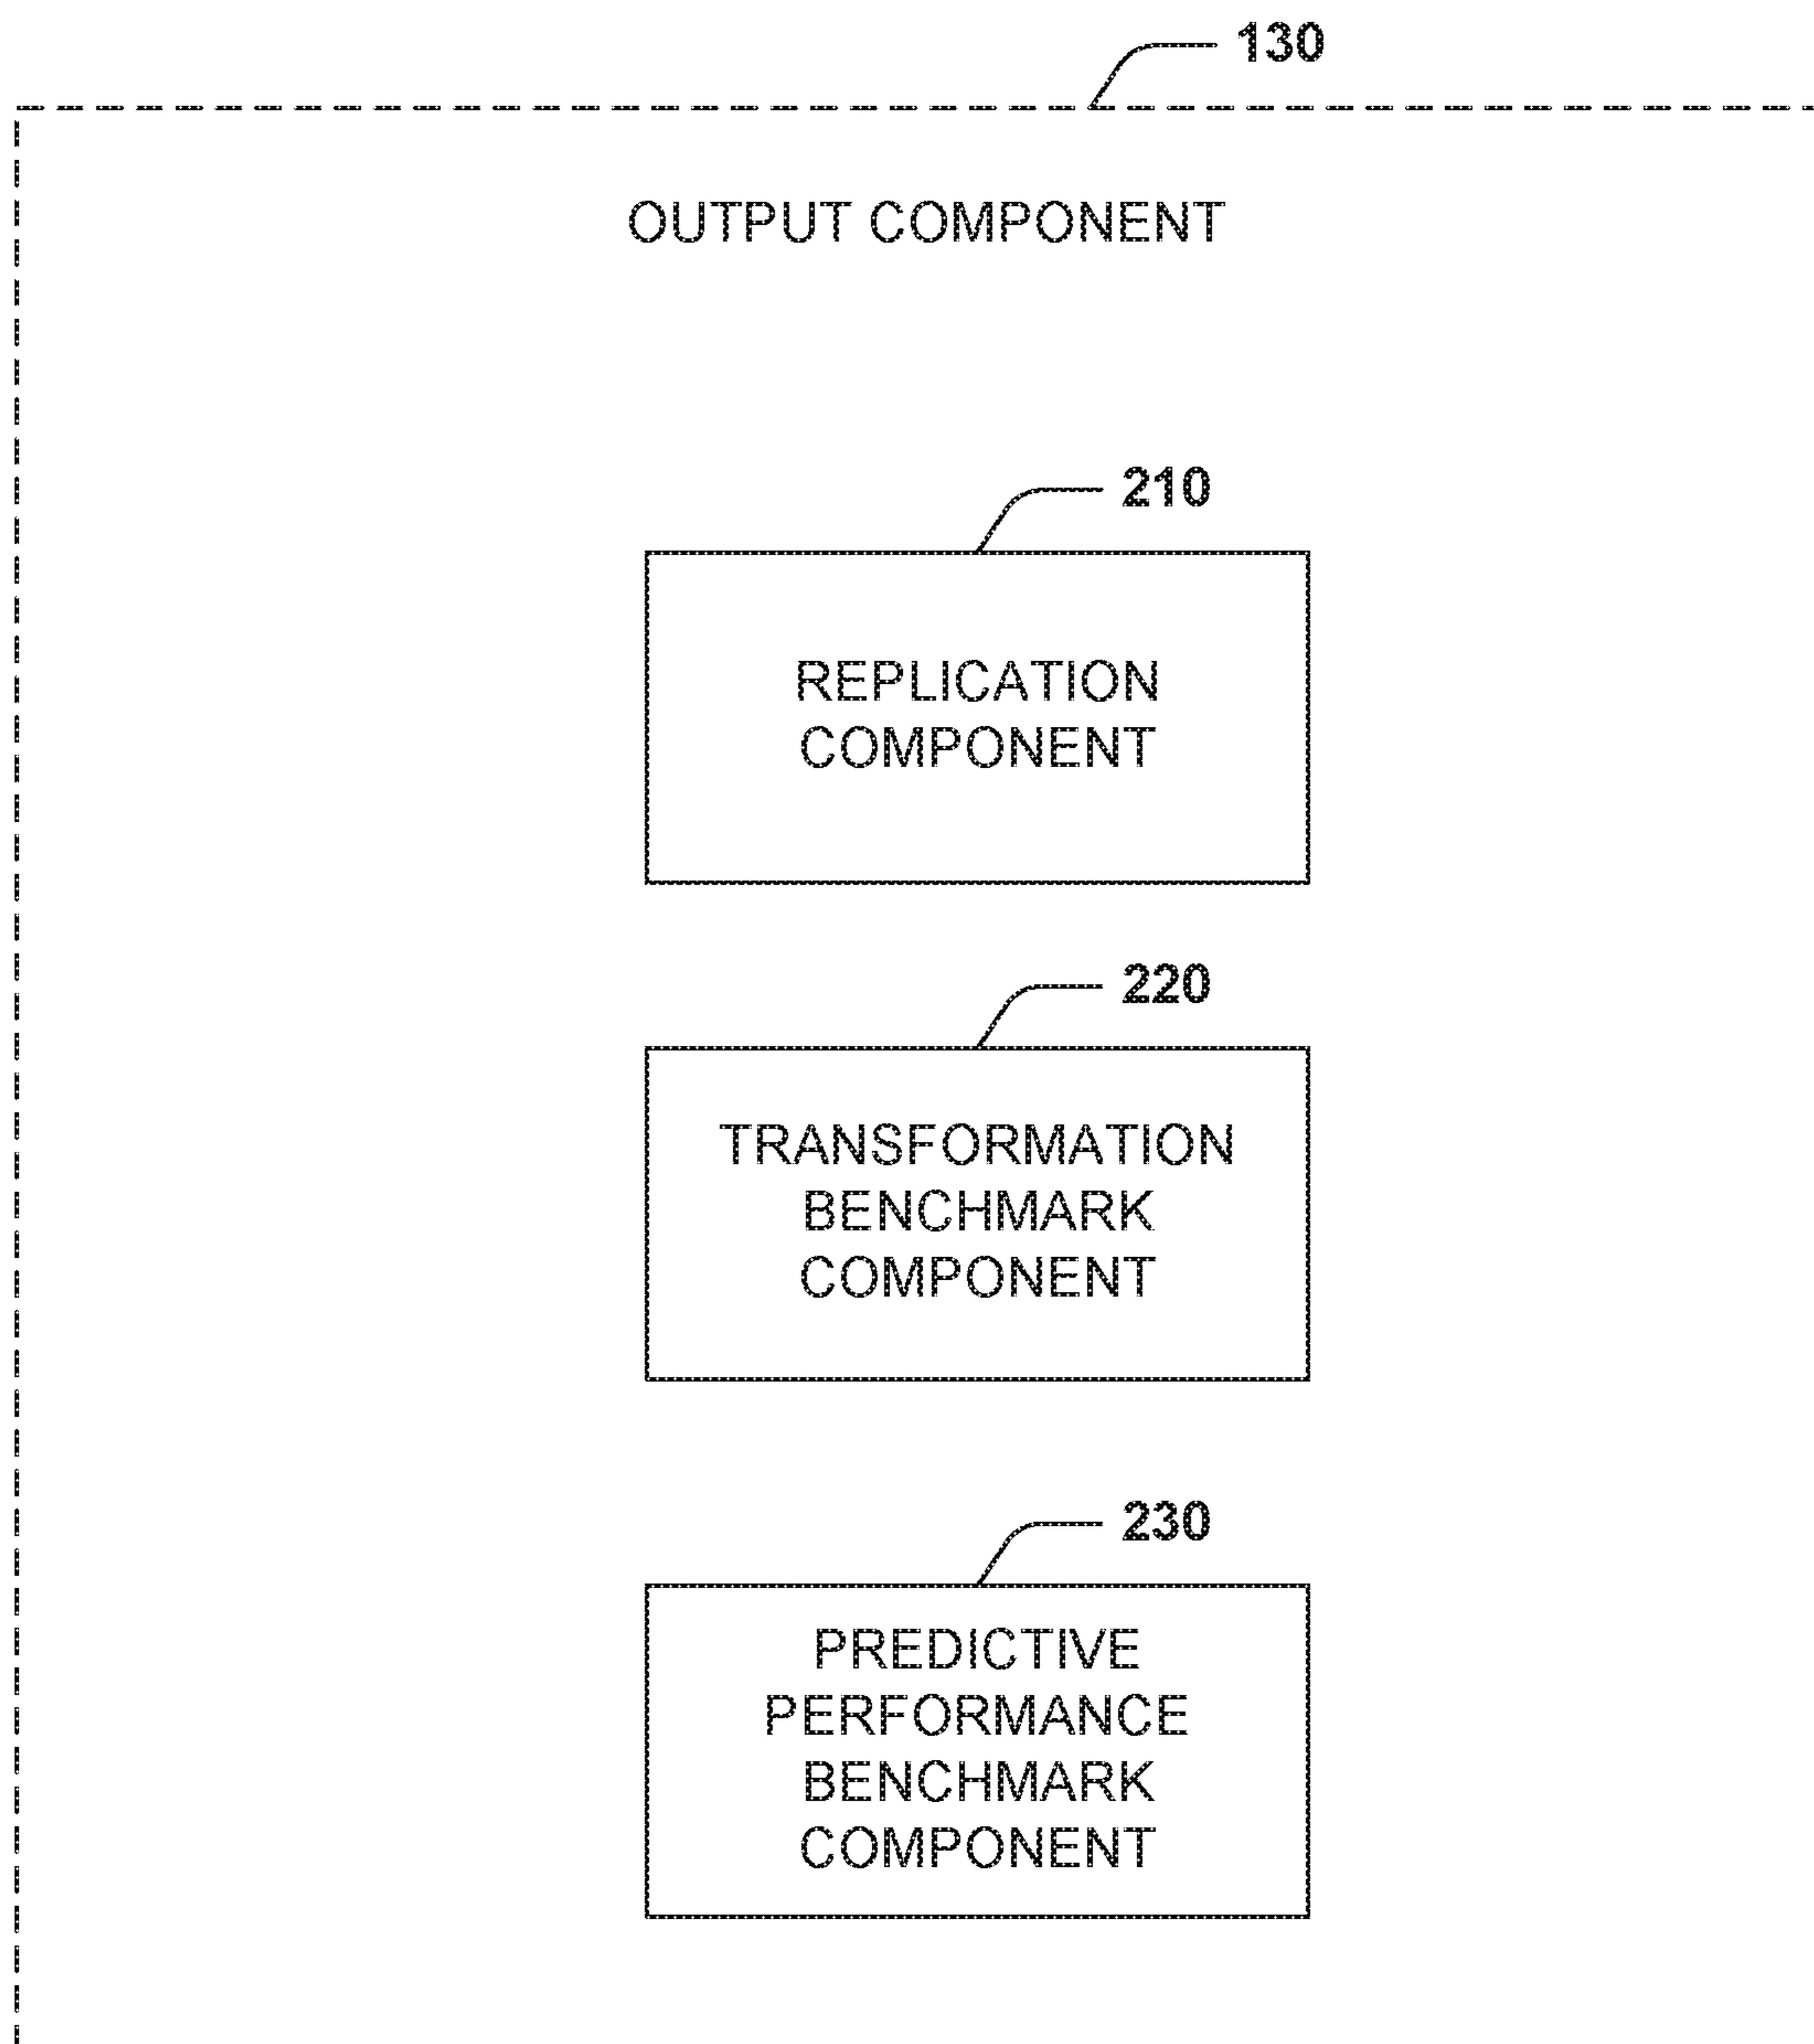 130
OUTPUT COMPONENT
210
REPLICATION
COMPONENT
220
TRANSFORMATION
BENCHMARK
COMPONENT
230
PREDICTIVE
PERFORMANCE
BENCHMARK
COMPONENT